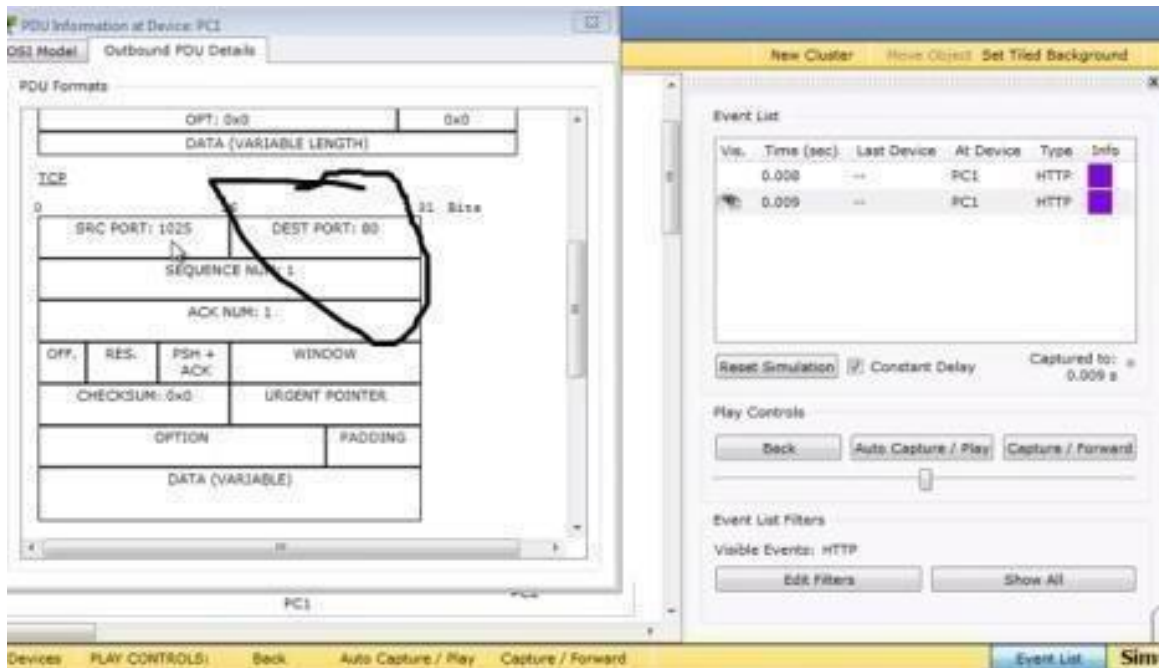 PDU Information at Device: PC1
OSI Model Outbound PDU Details
New Cluster Move Object Set Tiled Background
PDU Formats
OPT: 0x0 0x0
DATA (VARIABLE LENGTH)
TCP
0 16 31 Bits
SRC PORT: 1025 DEST PORT: 80
SEQUENCE NUM: 1
ACK NUM: 1
OFF. RES. PSH + ACK WINDOW
CHECKSUM: 0x0 URGENT POINTER
OPTION PADDING
DATA (VARIABLE)
PC1
Event List
Vis. Time (sec) Last Device At Device Type Info
0.008 -- PC1 HTTP
0.009 -- PC1 HTTP
Reset Simulation Constant Delay Captured to:
0.009 s
Play Controls
Back Auto Capture / Play Capture / Forward
Event List Filters
Visible Events: HTTP
Edit Filters Show All
Devices PLAY CONTROLS: Back Auto Capture / Play Capture / Forward Event List Sim